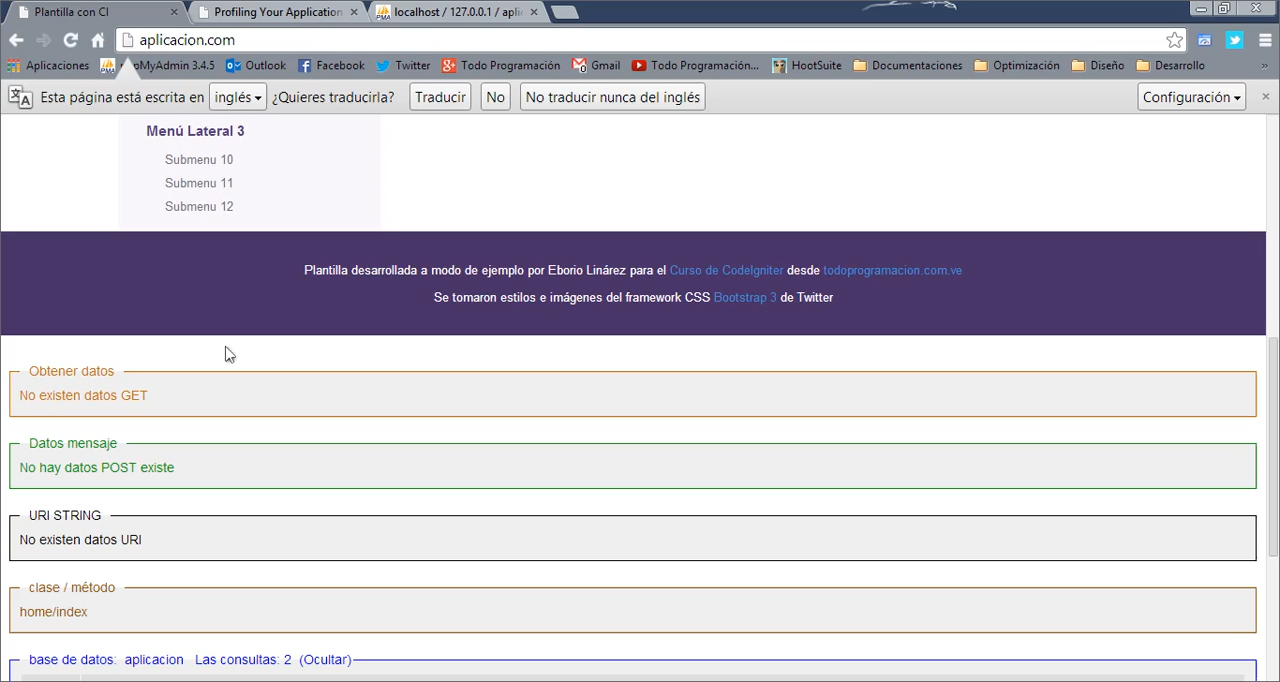 Plantilla con CI
Profiling Your Application
localhost / 127.0.0.1 / aplic
aplicacion.com
Aplicaciones MyAdmin 3.4.5 Outlook Facebook Twitter Todo Programación Gmail Todo Programación... HootSuite Documentaciones Optimización Diseño Desarrollo »
Esta página está escrita en inglés ¿Quieres traducirla? Traducir No No traducir nunca del inglés Configuración
Menú Lateral 3
Submenu 10
Submenu 11
Submenu 12
Plantilla desarrollada a modo de ejemplo por Eborio Linárez para el Curso de CodeIgniter desde todoprogramacion.com.ve
Se tomaron estilos e imágenes del framework CSS Bootstrap 3 de Twitter
Obtener datos
No existen datos GET
Datos mensaje
No hay datos POST existe
URI STRING
No existen datos URI
clase / método
home/index
base de datos: aplicacion Las consultas: 2 (Ocultar)